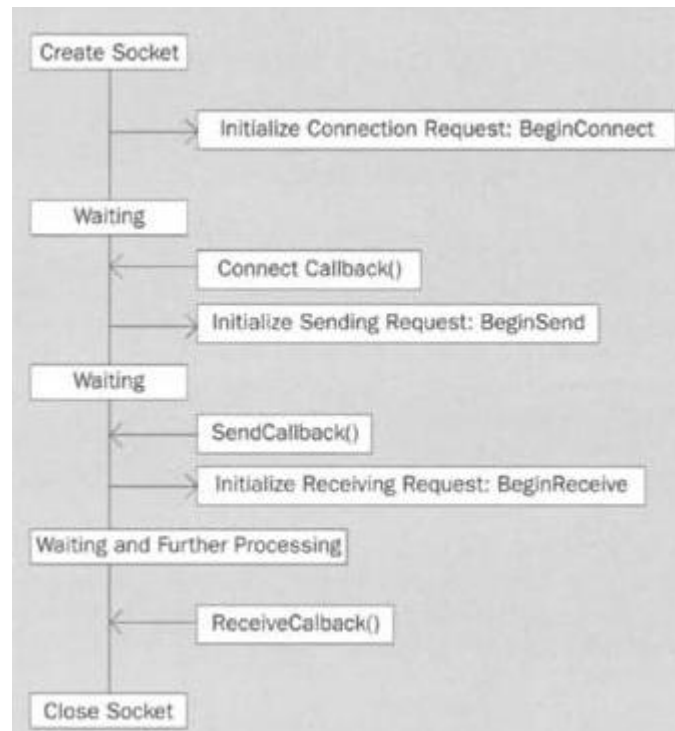 Create Socket
Initialize Connection Request: BeginConnect
Waiting
Connect Callback()
Initialize Sending Request: BeginSend
Waiting
SendCallback()
Initialize Receiving Request: BeginReceive
Waiting and Further Processing
ReceiveCalback()
Close Socket